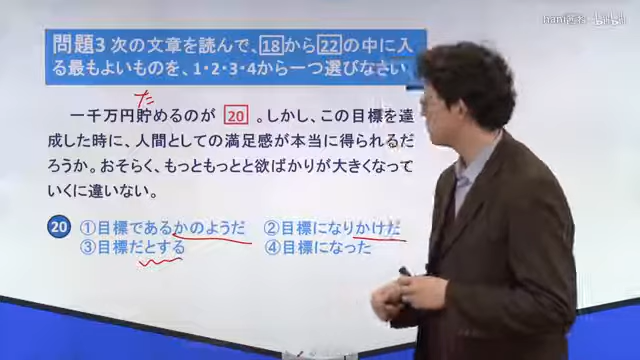 問題3 次の文章を読んで、18から22の中に入
る最もよいものを、1・2・3・4から一つ選びなさい
た
一千万円貯めるのが 20 。しかし、この目標を達
成した時に、人間としての満足感が本当に得られるだ
ろうか。おそらく、もっともっとと欲ばかりが大きくなって
いくに違いない。
20 ①目標であるかのようだ ②目標になりかけだ
③目標だとする ④目標になった